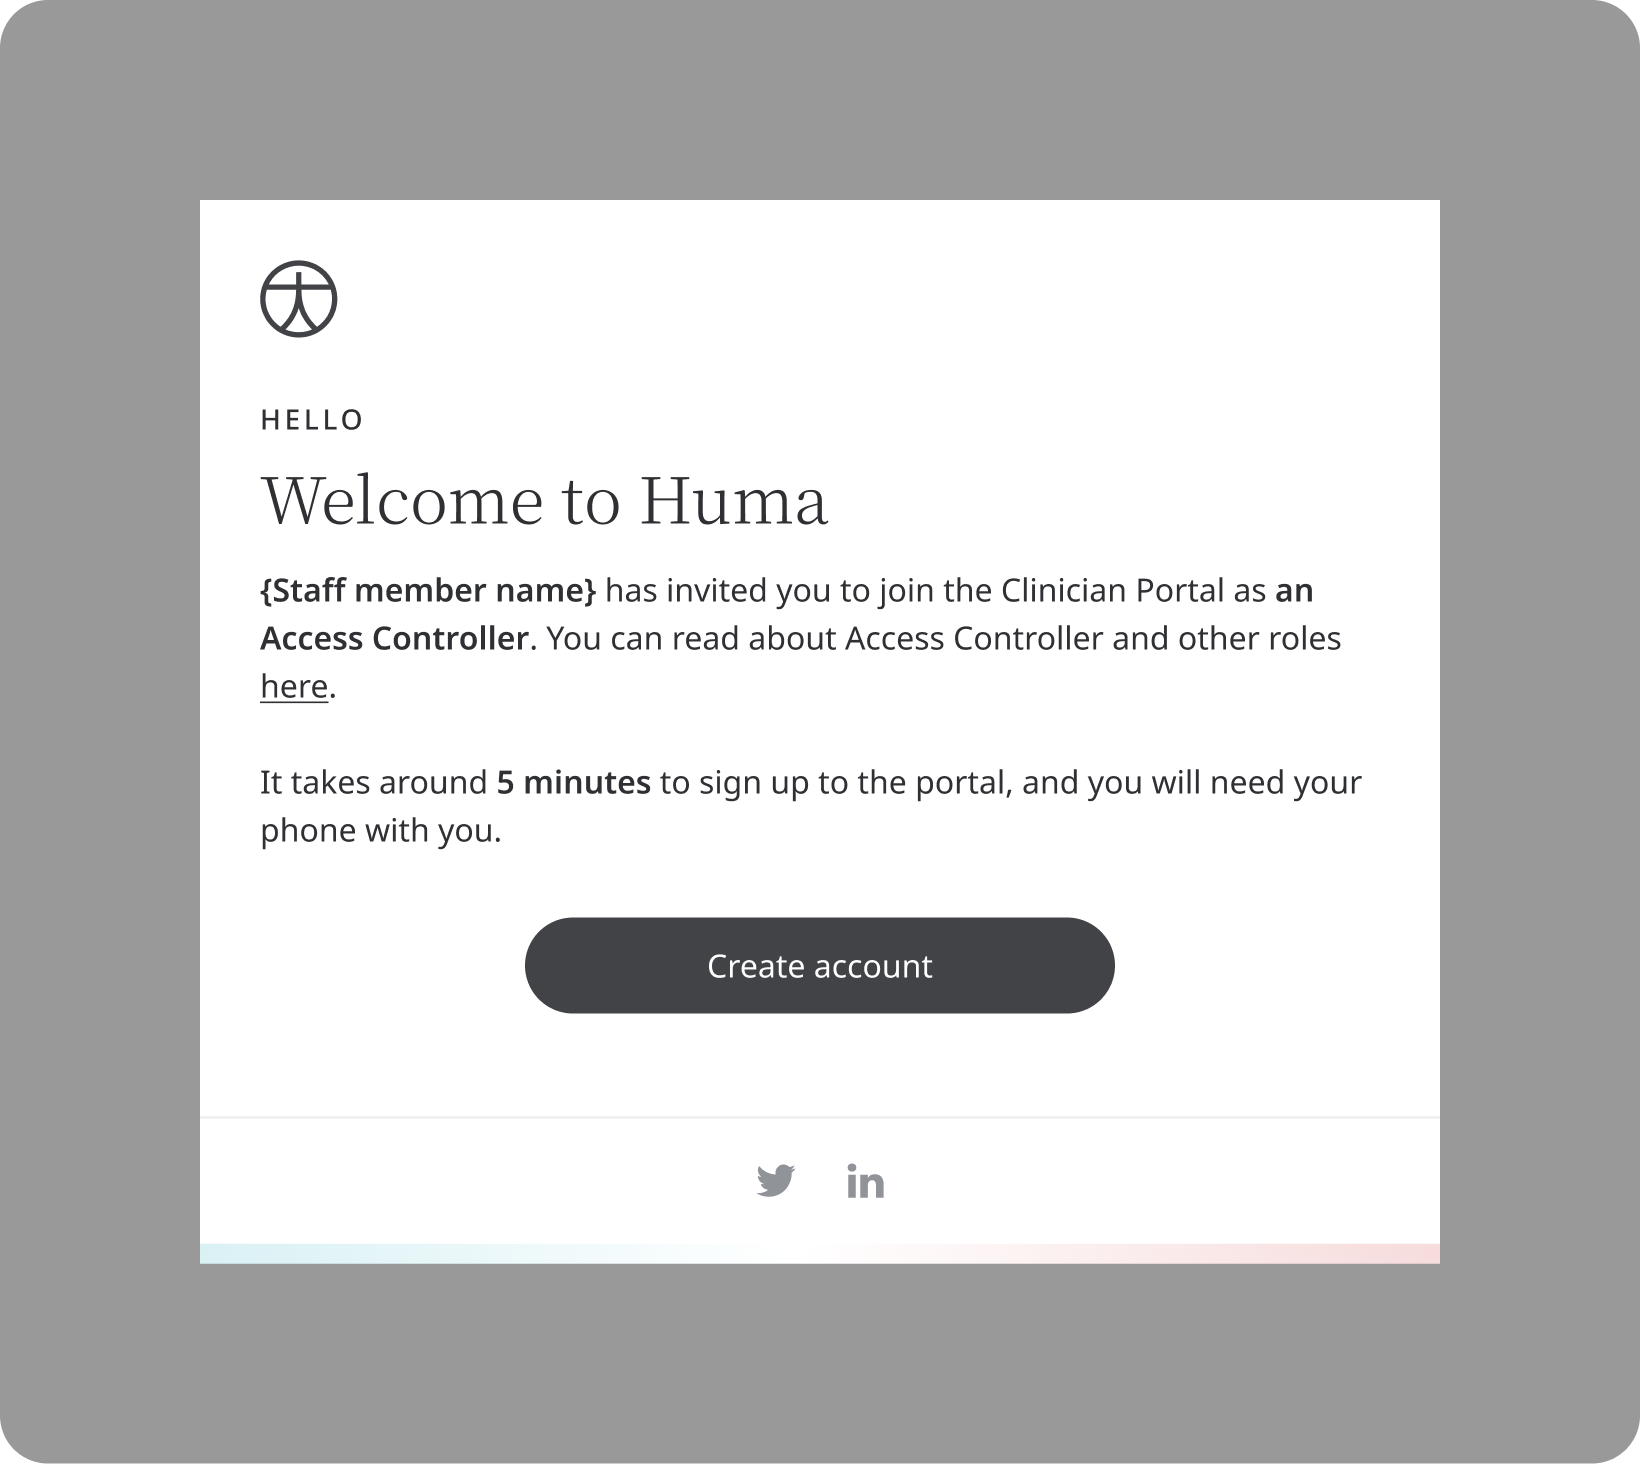 HELLO
Welcome to Huma
{Staff member name} has invited you to join the Clinician Portal as an
Access Controller. You can read about Access Controller and other roles
here.
It takes around 5 minutes to sign up to the portal, and you will need your
phone with you.
Create account
in